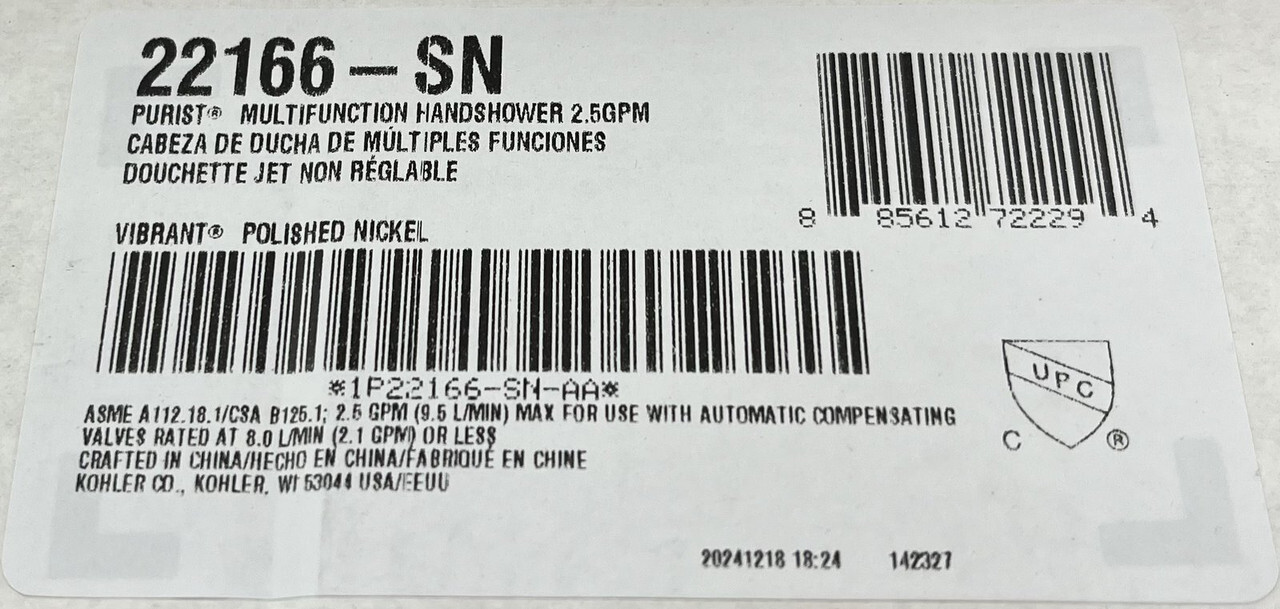 22166-SN
PURIST® MULTIFUNCTION HANDSHOWER 2.5GPM
CABEZA DE DUCHA DE MÚLTIPLES FUNCIONES
DOUCHETTE JET NON RÉGLABLE
VIBRANT® POLISHED NICKEL
8 85612 72229 4
*1P22166-SN-AA*
ASME A112.18.1/CSA B125.1; 2.5 GPM (9.5 L/MIN) MAX FOR USE WITH AUTOMATIC COMPENSATING
VALVES RATED AT 8.0 L/MIN (2.1 GPM) OR LESS
CRAFTED IN CHINA/HECHO EN CHINA/FABRIQUÉ EN CHINE
KOHLER CO., KOHLER, WI 53044 USA/EEUU
UPC
C ®
20241218 18:24 142327